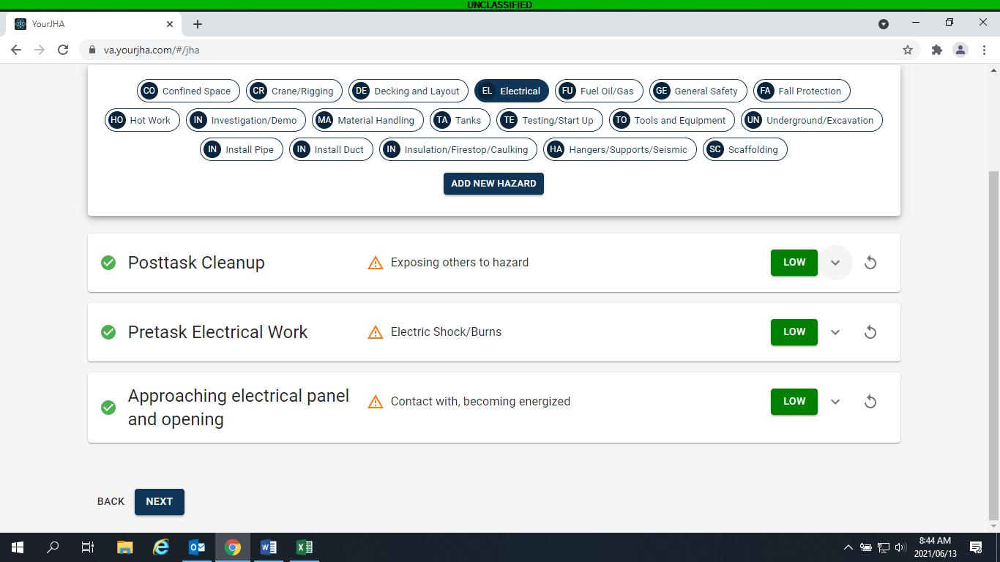 UNCLASSIFIED
YourJHA
va.yourjha.com/#/jha
CO Confined Space CR Crane/Rigging DE Decking and Layout EL Electrical FU Fuel Oil/Gas GE General Safety FA Fall Protection
HO Hot Work IN Investigation/Demo MA Material Handling TA Tanks TE Testing/Start Up TO Tools and Equipment UN Underground/Excavation
IN Install Pipe IN Install Duct IN Insulation/Firestop/Caulking HA Hangers/Supports/Seismic SC Scaffolding
ADD NEW HAZARD
Posttask Cleanup Exposing others to hazard LOW
Pretask Electrical Work Electric Shock/Burns LOW
Approaching electrical panel
and opening
Contact with, becoming energized LOW
BACK NEXT
8:44 AM
2021/06/13